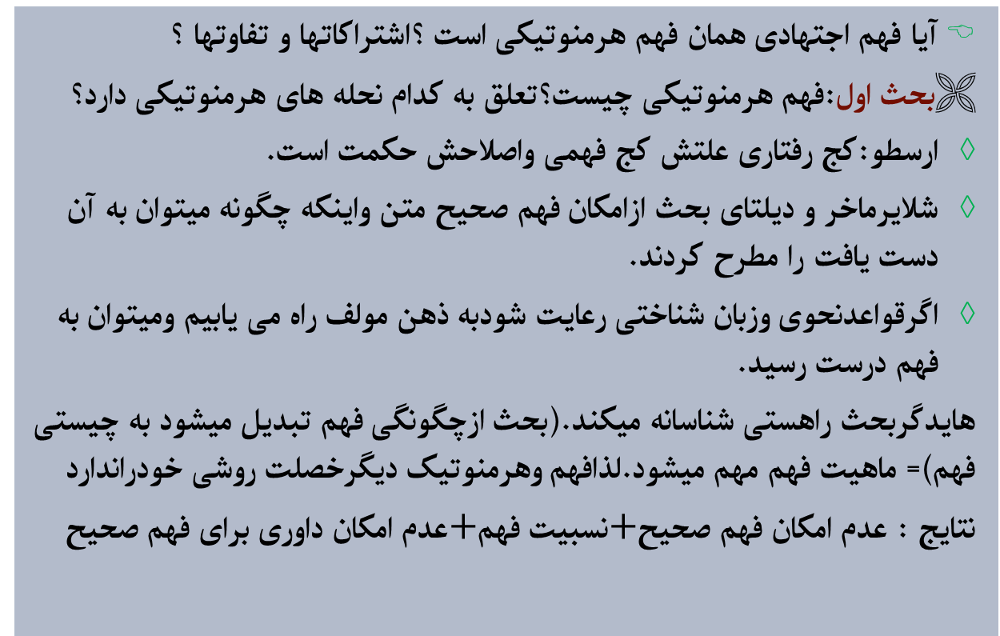 آیا فهم اجتهادی همان فهم هرمنوتیکی است ؟اشتراکاتها و تفاوتها ؟
بحث اول:فهم هرمنوتیکی چیست؟تعلق به کدام نحله های هرمنوتیکی دارد؟
ارسطو:کج رفتاری علتش کج فهمی واصلاحش حکمت است.
شلایرماخر و دیلتای بحث ازامکان فهم صحیح متن واینکه چگونه میتوان به آن
دست یافت را مطرح کردند.
اگرقواعدنحوی وزبان شناختی رعایت شودبه ذهن مولف راه می یابیم ومیتوان به
فهم درست رسید.
هایدگربحث راهستی شناسانه میکند.(بحث ازچگونگی فهم تبدیل میشود به چیستی
فهم)= ماهیت فهم مهم میشود.لذافهم وهرمنوتیک دیگرخصلت روشی خودراندارد
نتایج : عدم امکان فهم صحیح+نسبیت فهم+عدم امکان داوری برای فهم صحیح